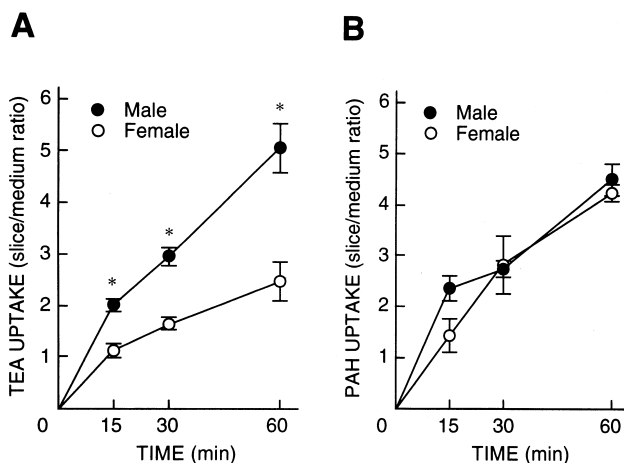 A
TEA UPTAKE (slice/medium ratio)
6
5
4
3
2
1
0
● Male
○ Female
*
*
*
15 30 60
TIME (min)
B
PAH UPTAKE (slice/medium ratio)
6
5
4
3
2
1
0
● Male
○ Female
15 30 60
TIME (min)